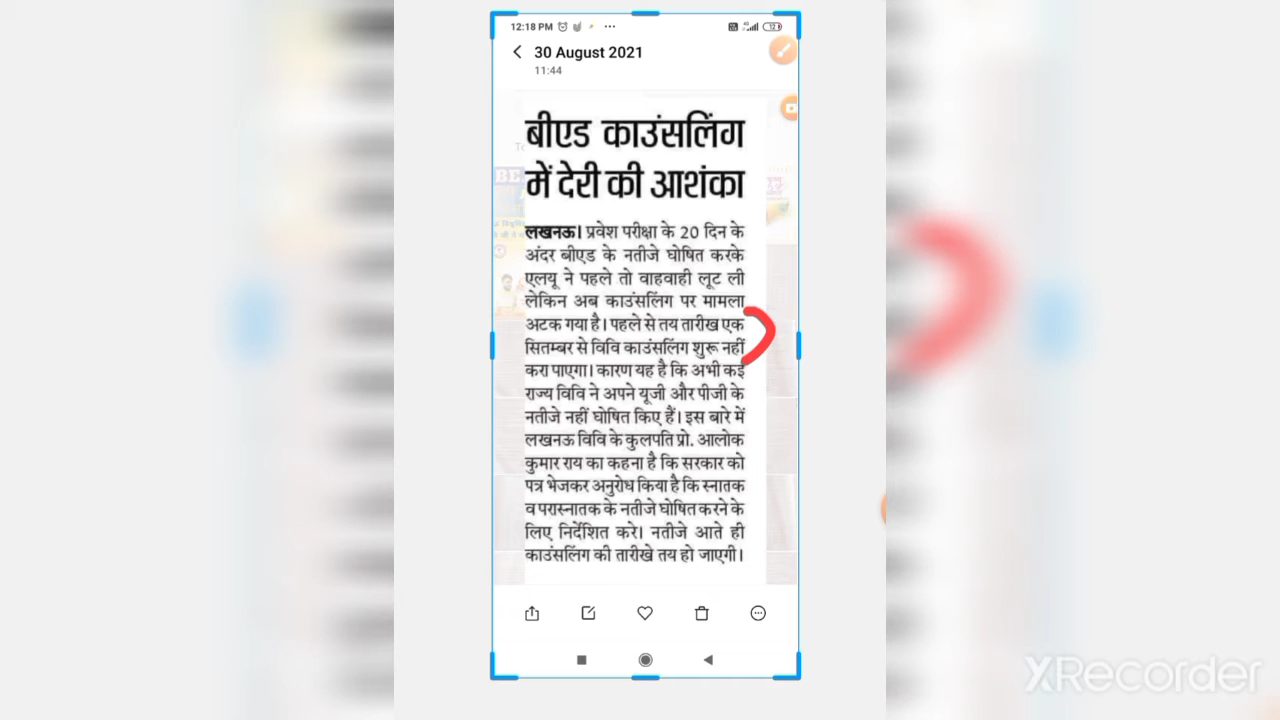 12:18 PM
4G
12
30 August 2021
11:44
बीएड काउंसलिंग
में देरी की आशंका
लखनऊ। प्रवेश परीक्षा के 20 दिन के
अंदर बीएड के नतीजे घोषित करके
एलयू ने पहले तो वाहवाही लूट ली
लेकिन अब काउंसलिंग पर मामला
अटक गया है। पहले से तय तारीख एक
सितम्बर से विवि काउंसलिंग शुरू नहीं
करा पाएगा। कारण यह है कि अभी कई
राज्य विवि ने अपने यूजी और पीजी के
नतीजे नहीं घोषित किए हैं। इस बारे में
लखनऊ विवि के कुलपति प्रो. आलोक
कुमार राय का कहना है कि सरकार को
पत्र भेजकर अनुरोध किया है कि स्नातक
व परास्नातक के नतीजे घोषित करने के
लिए निर्देशित करे। नतीजे आते ही
काउंसलिंग की तारीखे तय हो जाएगी।
XRecorder